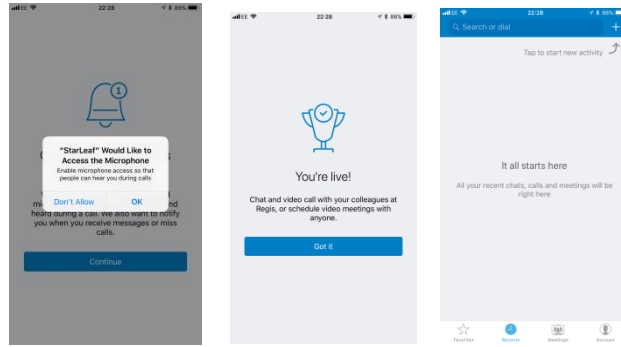 EE 22:28 86%
1
"StarLeaf" Would Like to
Access the Microphone
Enable microphone access so that
people can hear you during calls
Don't Allow OK
heard during a call. We also want to notify
you when you receive messages or miss
calls.
Continue
EE 22:28 86%
You're live!
Chat and video call with your colleagues at
Regis, or schedule video meetings with
anyone.
Got it
EE 22:28 86%
Search or dial
Tap to start new activity
It all starts here
All your recent chats, calls and meetings will be
right here
Favorites Recents Meetings Account